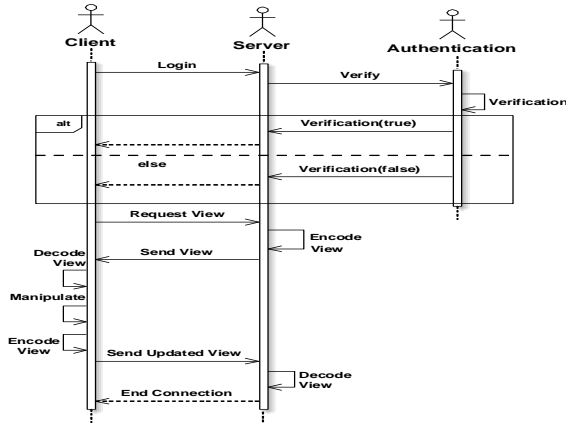 Client
Server
Authentication
Login
Verify
Verification
alt
Verification(true)
else
Verification(false)
Request View
Encode
View
Send View
Decode
View
Manipulate
Encode
View
Send Updated View
Decode
View
End Connection